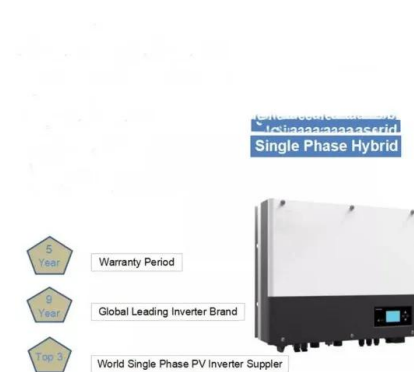 Single Phase Hybrid
5
Year
Warranty Period
9
Year
Global Leading Inverter Brand
Top 3
World Single Phase PV Inverter Suppler